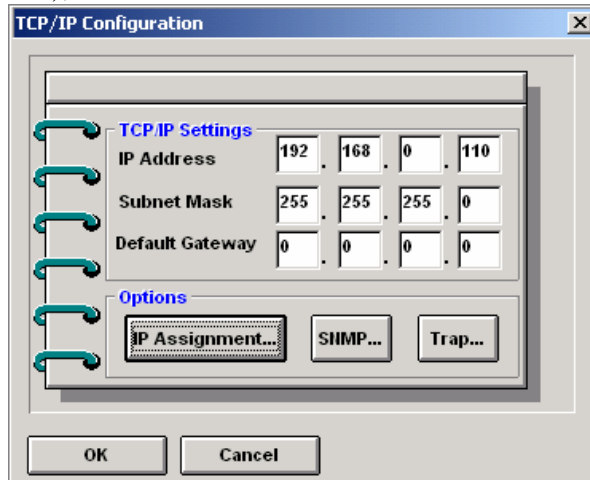 TCP/IP Configuration
TCP/IP Settings
IP Address 192 . 168 . 0 . 110
Subnet Mask 255 . 255 . 255 . 0
Default Gateway 0 . 0 . 0 . 0
Options
IP Assignment... SNMP... Trap...
OK Cancel